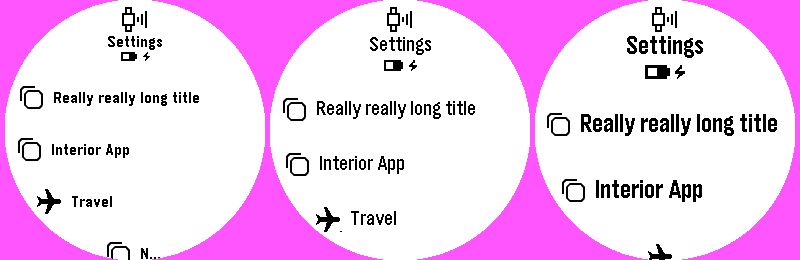 Settings
Really really long title
Interior App
Travel
N...
Settings
Really really long title
Interior App
Travel
Settings
Really really long title
Interior App